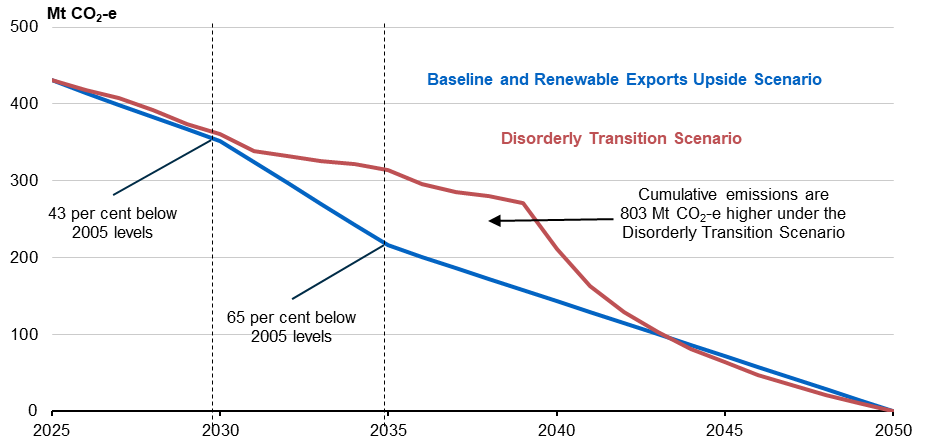 Mt CO₂-e
500
400
300
200
100
0
Baseline and Renewable Exports Upside Scenario
Disorderly Transition Scenario
Cumulative emissions are
803 Mt CO₂-e higher under the
Disorderly Transition Scenario
43 per cent below
2005 levels
65 per cent below
2005 levels
2025 2030 2035 2040 2045 2050